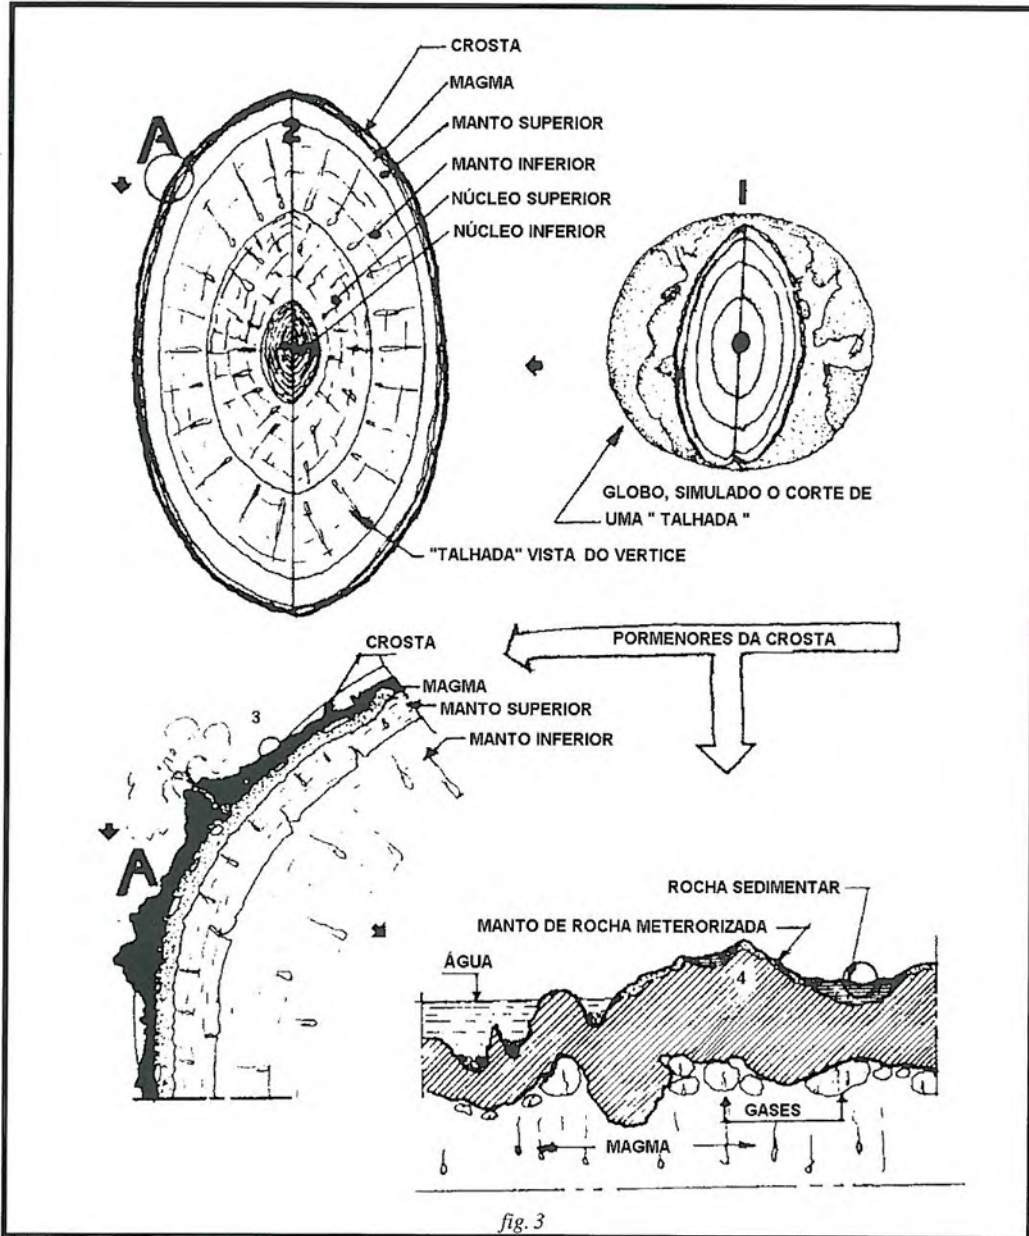 CROSTA
MAGMA
A
2
MANTO SUPERIOR
MANTO INFERIOR
NÚCLEO SUPERIOR
NÚCLEO INFERIOR
1
GLOBO, SIMULADO O CORTE DE
UMA " TALHADA "
"TALHADA" VISTA DO VERTICE
PORMENORES DA CROSTA
CROSTA
MAGMA
MANTO SUPERIOR
3
MANTO INFERIOR
A
ROCHA SEDIMENTAR
MANTO DE ROCHA METERORIZADA
ÁGUA
4
GASES
MAGMA
fig. 3